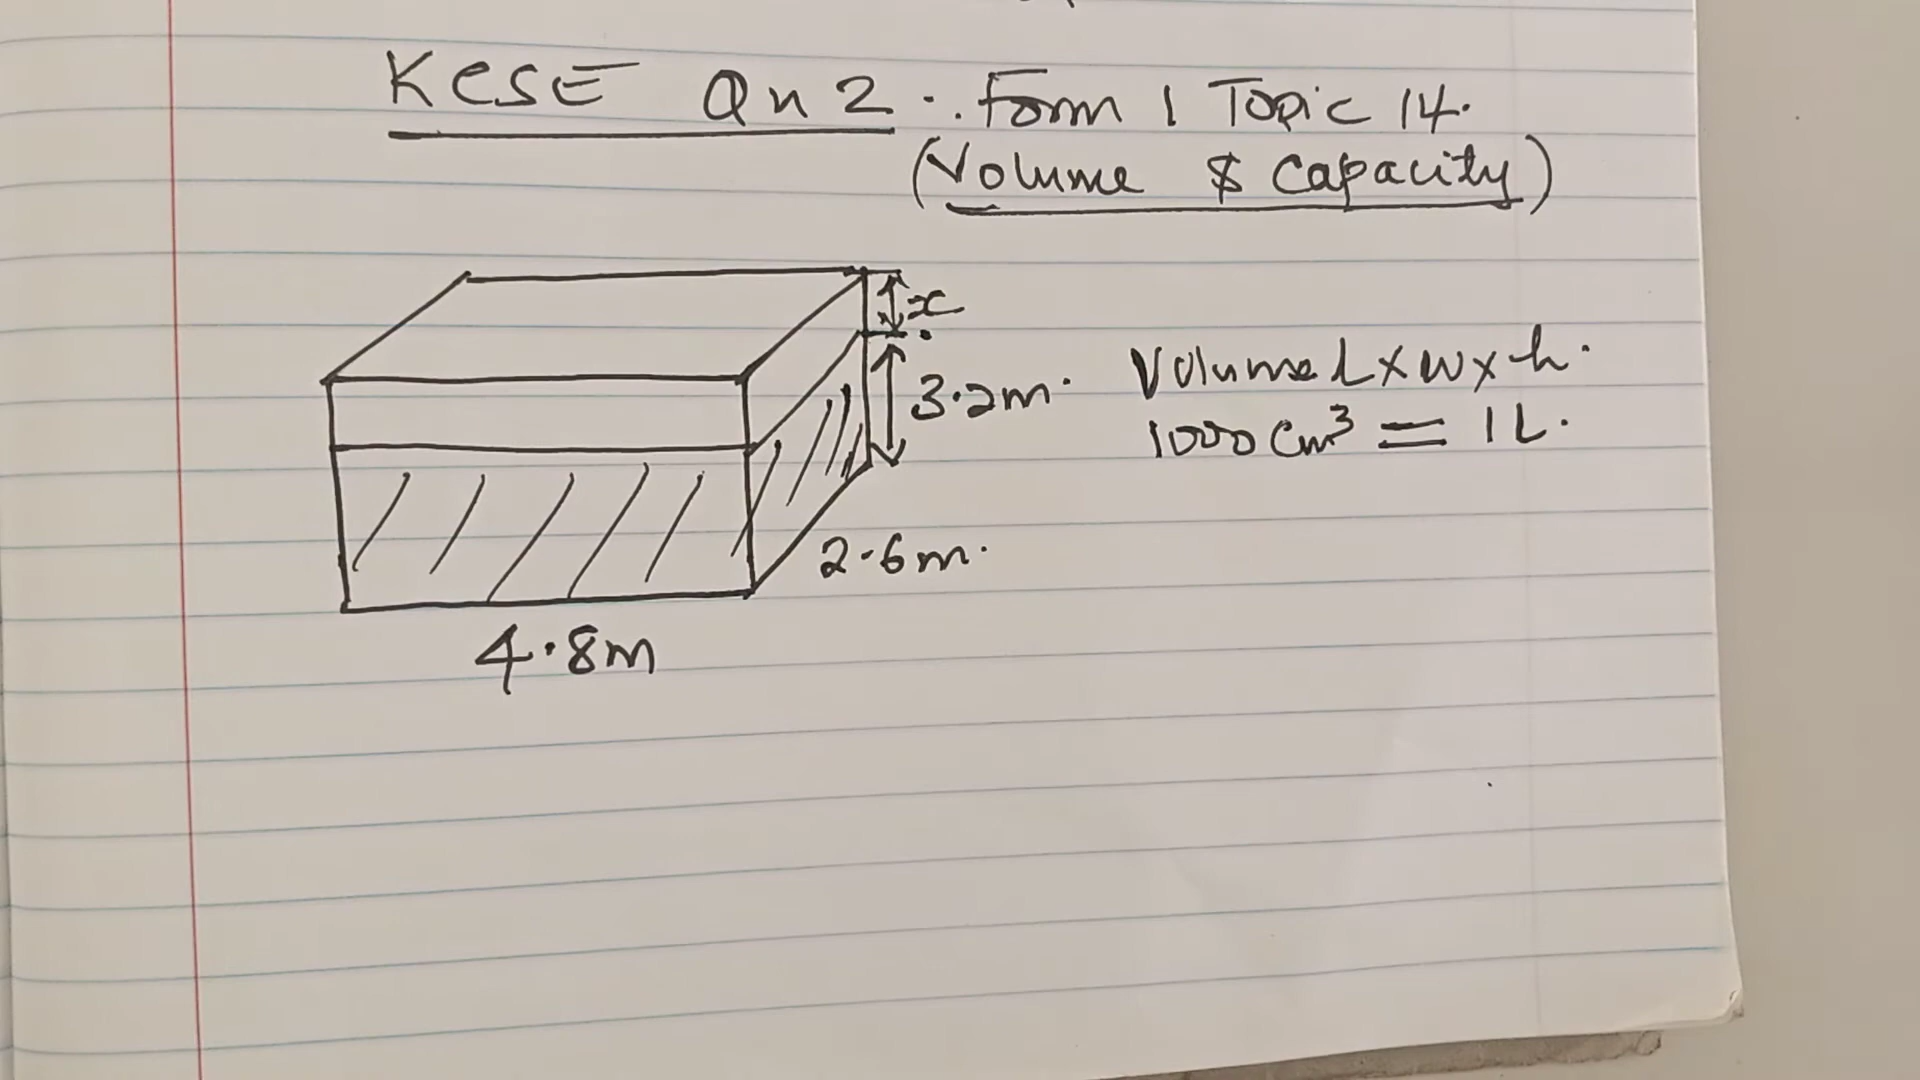 KCSE Qn 2. . Form 1 Topic 14.
(Volume $ Capacity)
x
3.2m.
Volume L x w x h.
1000 Cm³ = 1L.
2.6m.
4.8m